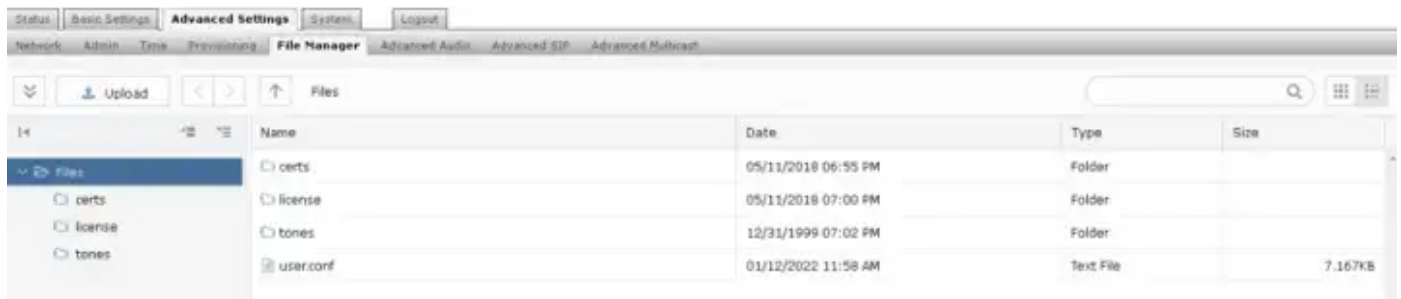 Status Basic Settings Advanced Settings System Logout
Network Admin Time Provisioning File Manager Advanced Audio Advanced SIP Advanced Multicast
Upload Files
Name Date Type Size
Files
certs
license
tones
certs 05/11/2018 06:55 PM Folder
license 05/11/2018 07:00 PM Folder
tones 12/31/1999 07:02 PM Folder
user.conf 01/12/2022 11:58 AM Text File 7.167KB